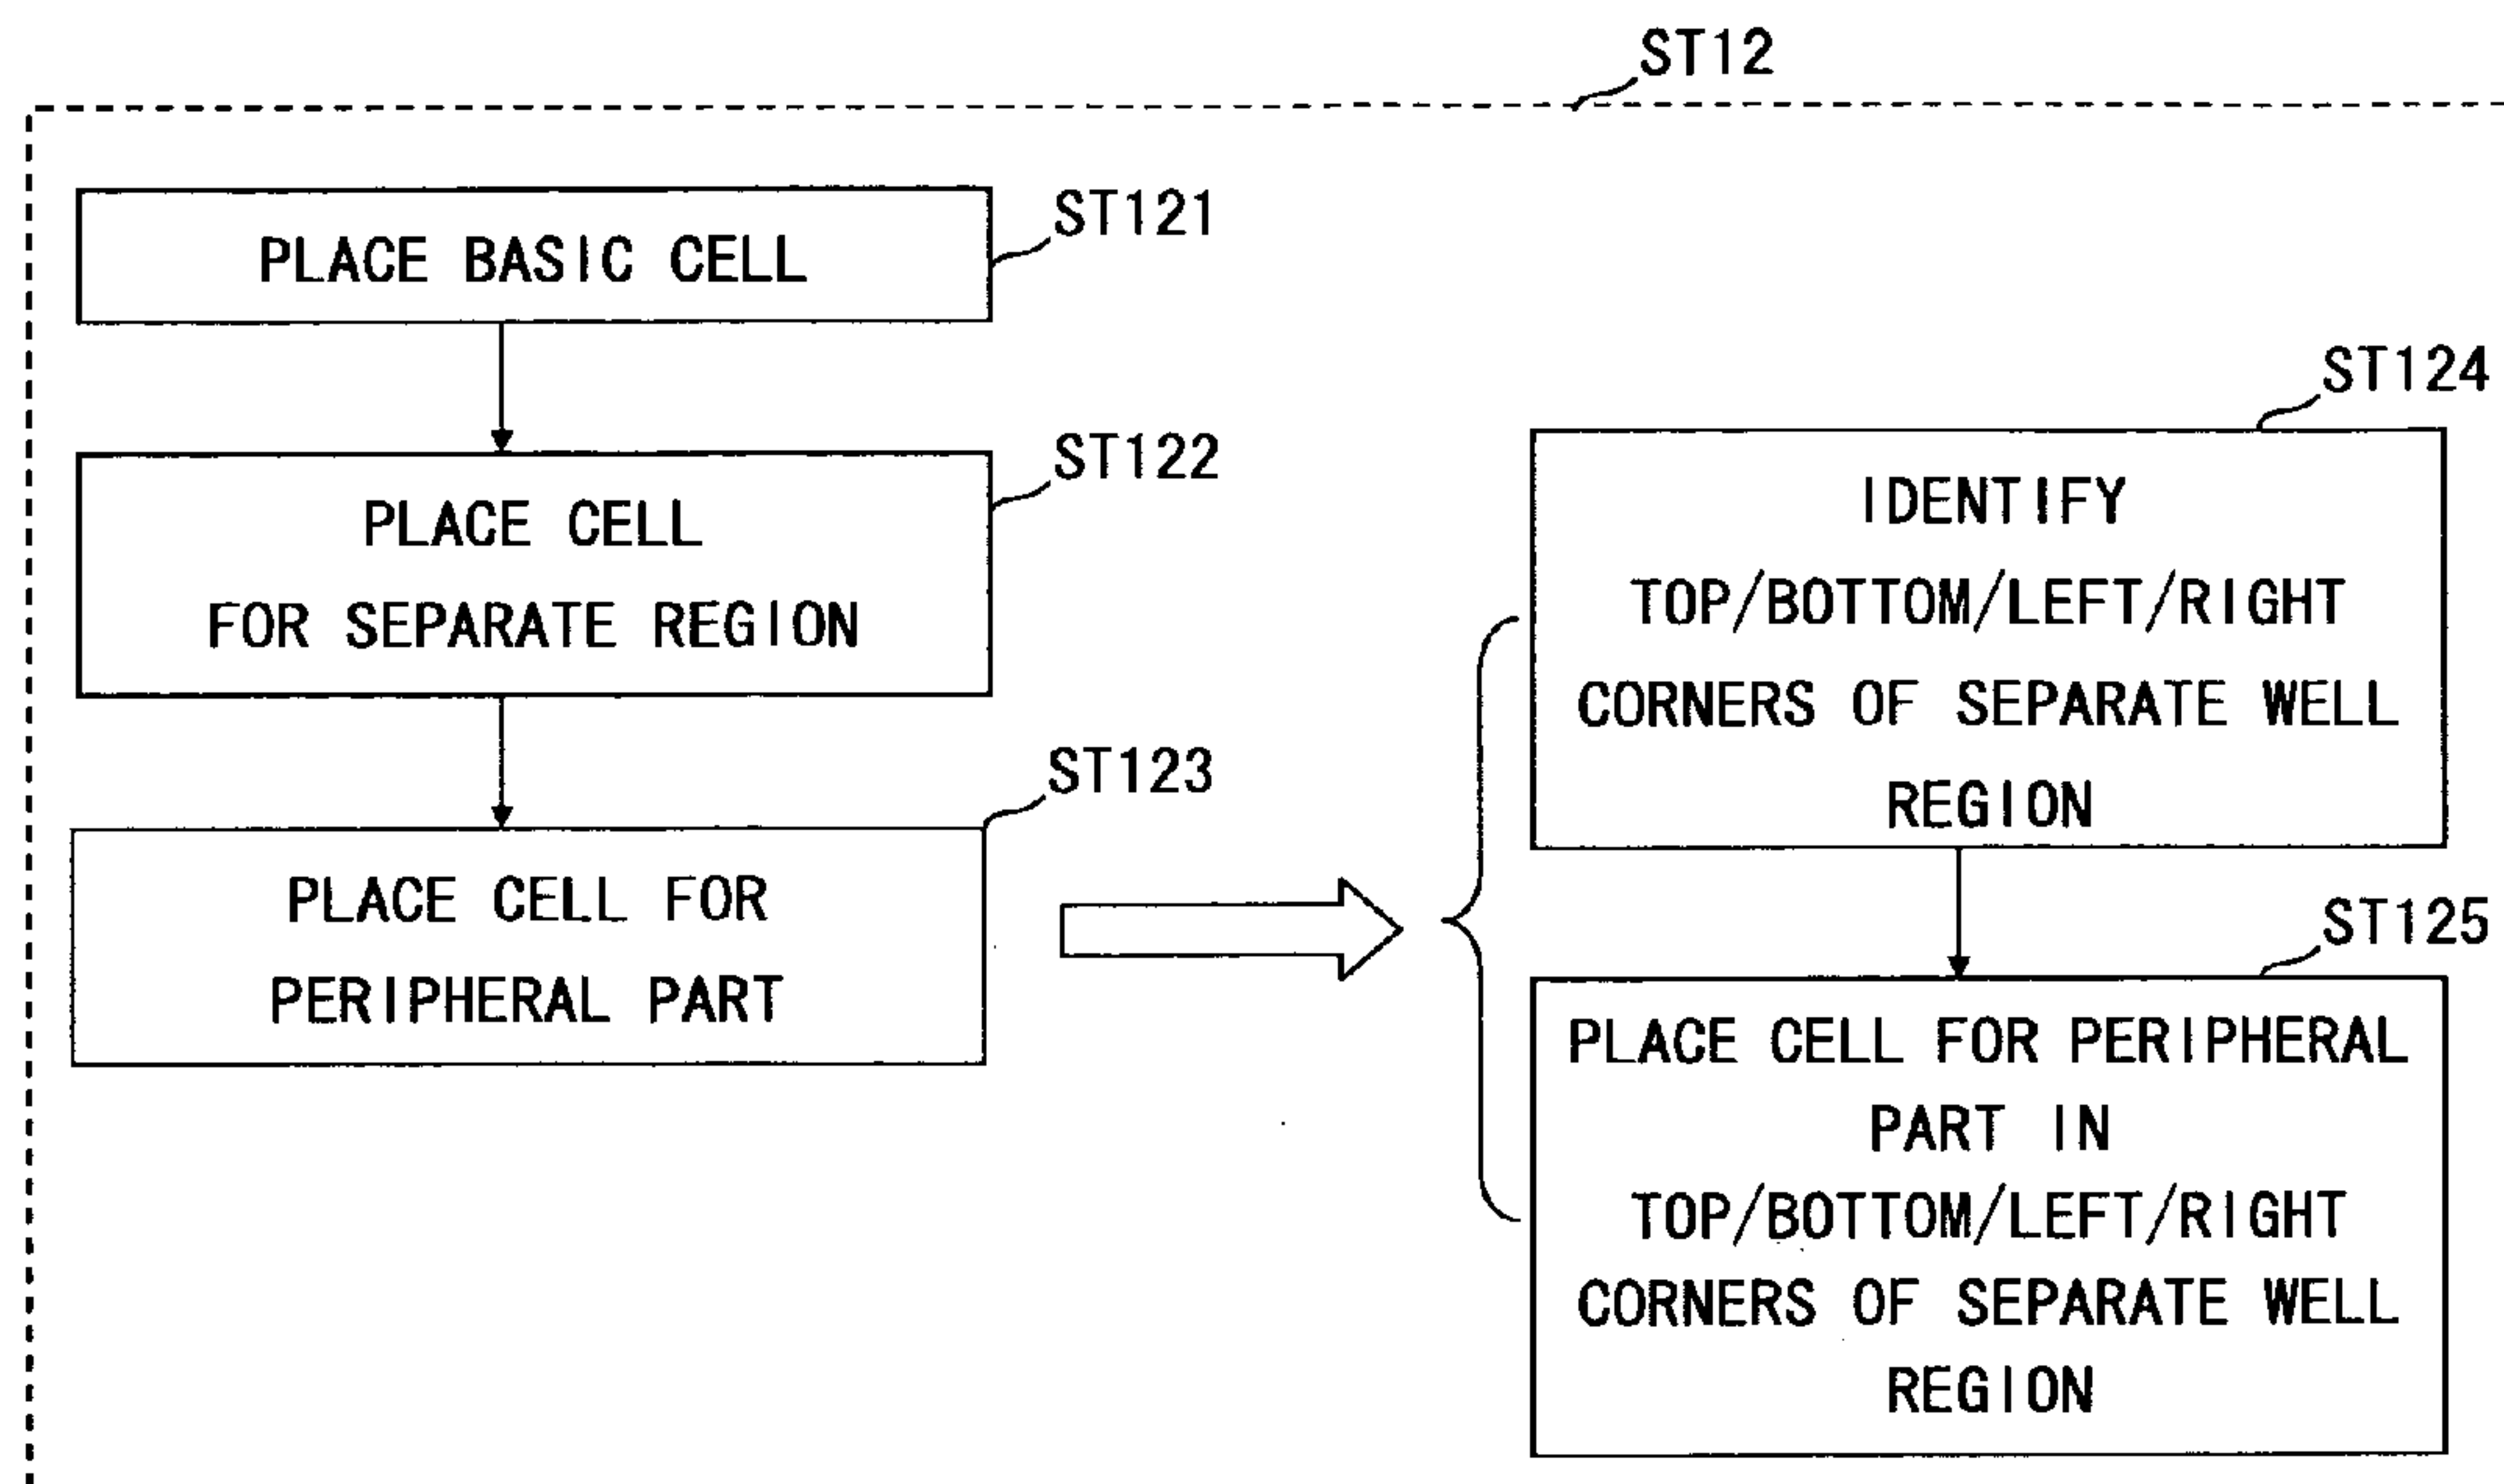 ST12
ST121
PLACE BASIC CELL
ST122
PLACE CELL
FOR SEPARATE REGION
ST123
PLACE CELL FOR
PERIPHERAL PART
ST124
IDENTIFY
TOP/BOTTOM/LEFT/RIGHT
CORNERS OF SEPARATE WELL
REGION
ST125
PLACE CELL FOR PERIPHERAL
PART IN
TOP/BOTTOM/LEFT/RIGHT
CORNERS OF SEPARATE WELL
REGION